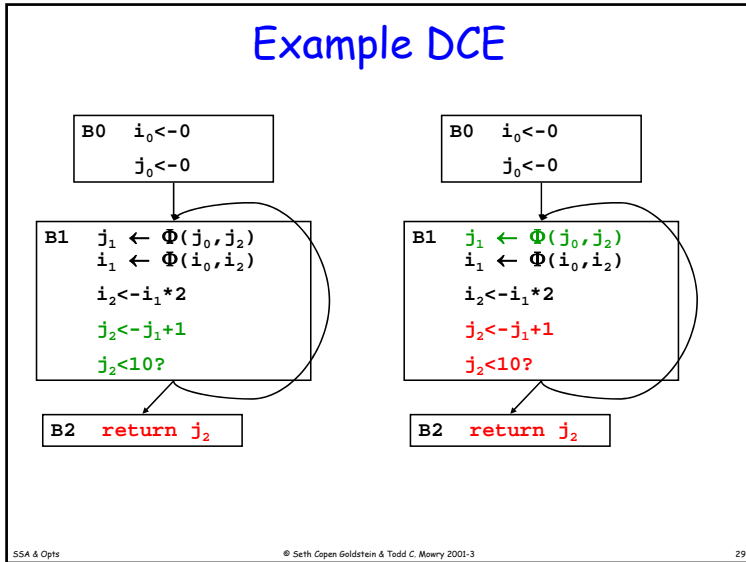 Example DCE
B0 i₀<-0
j₀<-0
B1 j₁ ← Φ(j₀,j₂)
i₁ ← Φ(i₀,i₂)
i₂<-i₁*2
j₂<-j₁+1
j₂<10?
B2 return j₂
B0 i₀<-0
j₀<-0
B1 j₁ ← Φ(j₀,j₂)
i₁ ← Φ(i₀,i₂)
i₂<-i₁*2
j₂<-j₁+1
j₂<10?
B2 return j₂
SSA & Opts
© Seth Copen Goldstein & Todd C. Mowry 2001-3
29